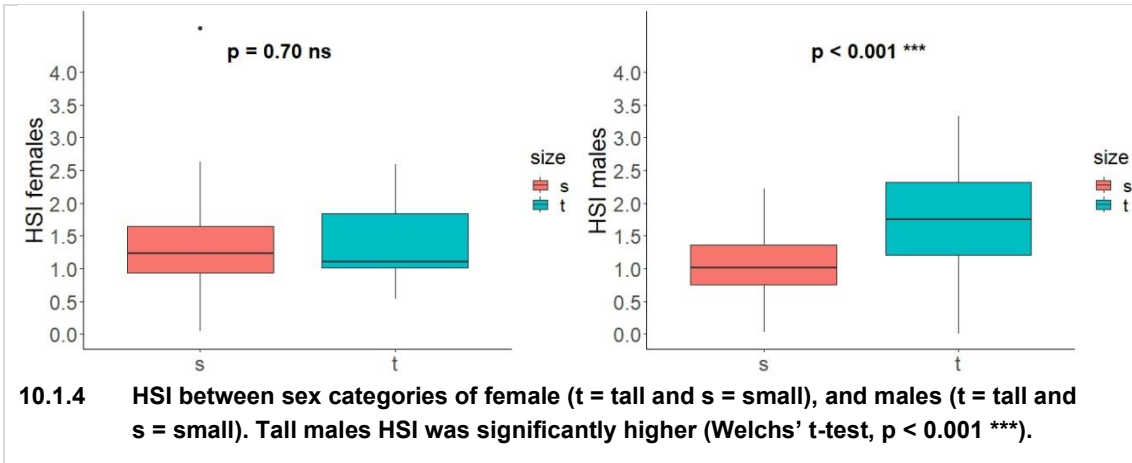 p = 0.70 ns
4.0
3.5
3.0
2.5
2.0
1.5
1.0
0.5
0.0
HSI females
s
t
size
s
t
p < 0.001 ***
4.0
3.5
3.0
2.5
2.0
1.5
1.0
0.5
0.0
HSI males
s
t
size
s
t
10.1.4 HSI between sex categories of female (t = tall and s = small), and males (t = tall and
s = small). Tall males HSI was significantly higher (Welchs' t-test, p < 0.001 ***).